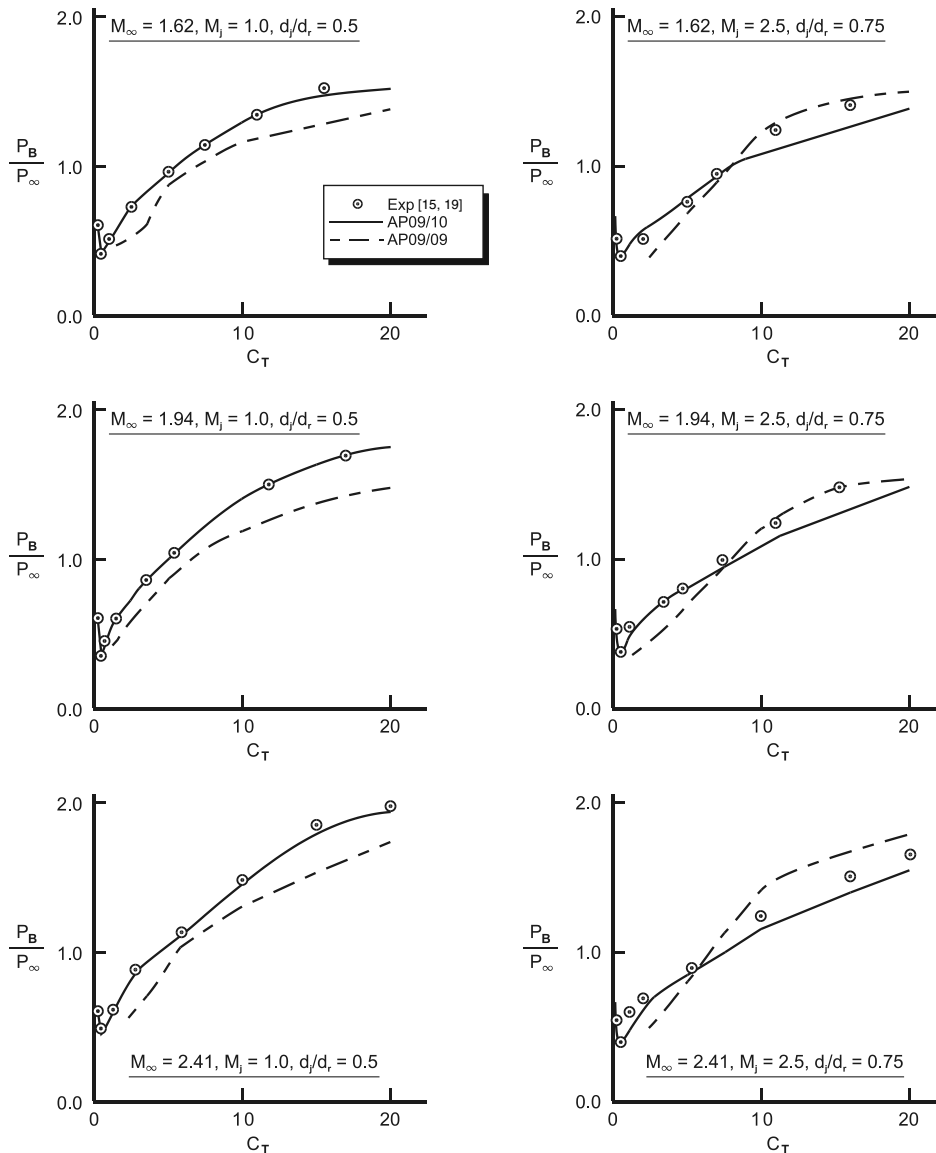 M∞ = 1.62, Mj = 1.0, dj/dr = 0.5
2.0
1.0
0.0
PB
P∞
0
10
20
CT
Exp [15, 19]
AP09/10
AP09/09
M∞ = 1.62, Mj = 2.5, dj/dr = 0.75
2.0
1.0
0.0
PB
P∞
0
10
20
CT
M∞ = 1.94, Mj = 1.0, dj/dr = 0.5
2.0
1.0
0.0
PB
P∞
0
10
20
CT
M∞ = 1.94, Mj = 2.5, dj/dr = 0.75
2.0
1.0
0.0
PB
P∞
0
10
20
CT
2.0
1.0
0.0
PB
P∞
M∞ = 2.41, Mj = 1.0, dj/dr = 0.5
0
10
20
CT
2.0
1.0
0.0
PB
P∞
M∞ = 2.41, Mj = 2.5, dj/dr = 0.75
0
10
20
CT